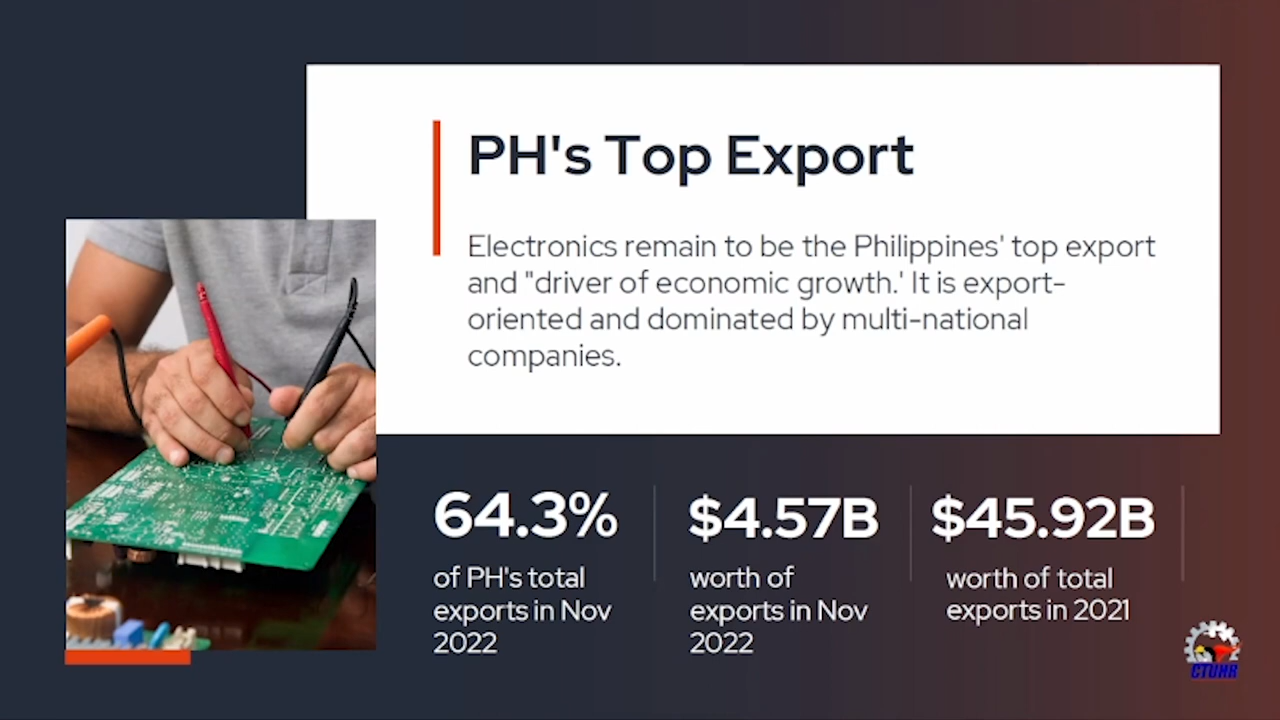 PH's Top Export
Electronics remain to be the Philippines' top export
and "driver of economic growth.' It is export-
oriented and dominated by multi-national
companies.
64.3%
of PH's total
exports in Nov
2022
$4.57B
worth of
exports in Nov
2022
$45.92B
worth of total
exports in 2021
CTUHR